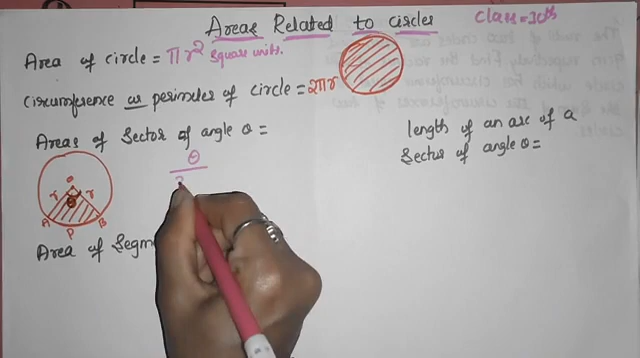 Areas Related to circles
Class=10th
Area of circle = πr² Square units.
Circumference or perimeter of circle = 2πr
Areas of Sector of angle θ =
θ
length of an arc of a
Sector of angle θ =
o
r θ r
A B
P
Area of Segm